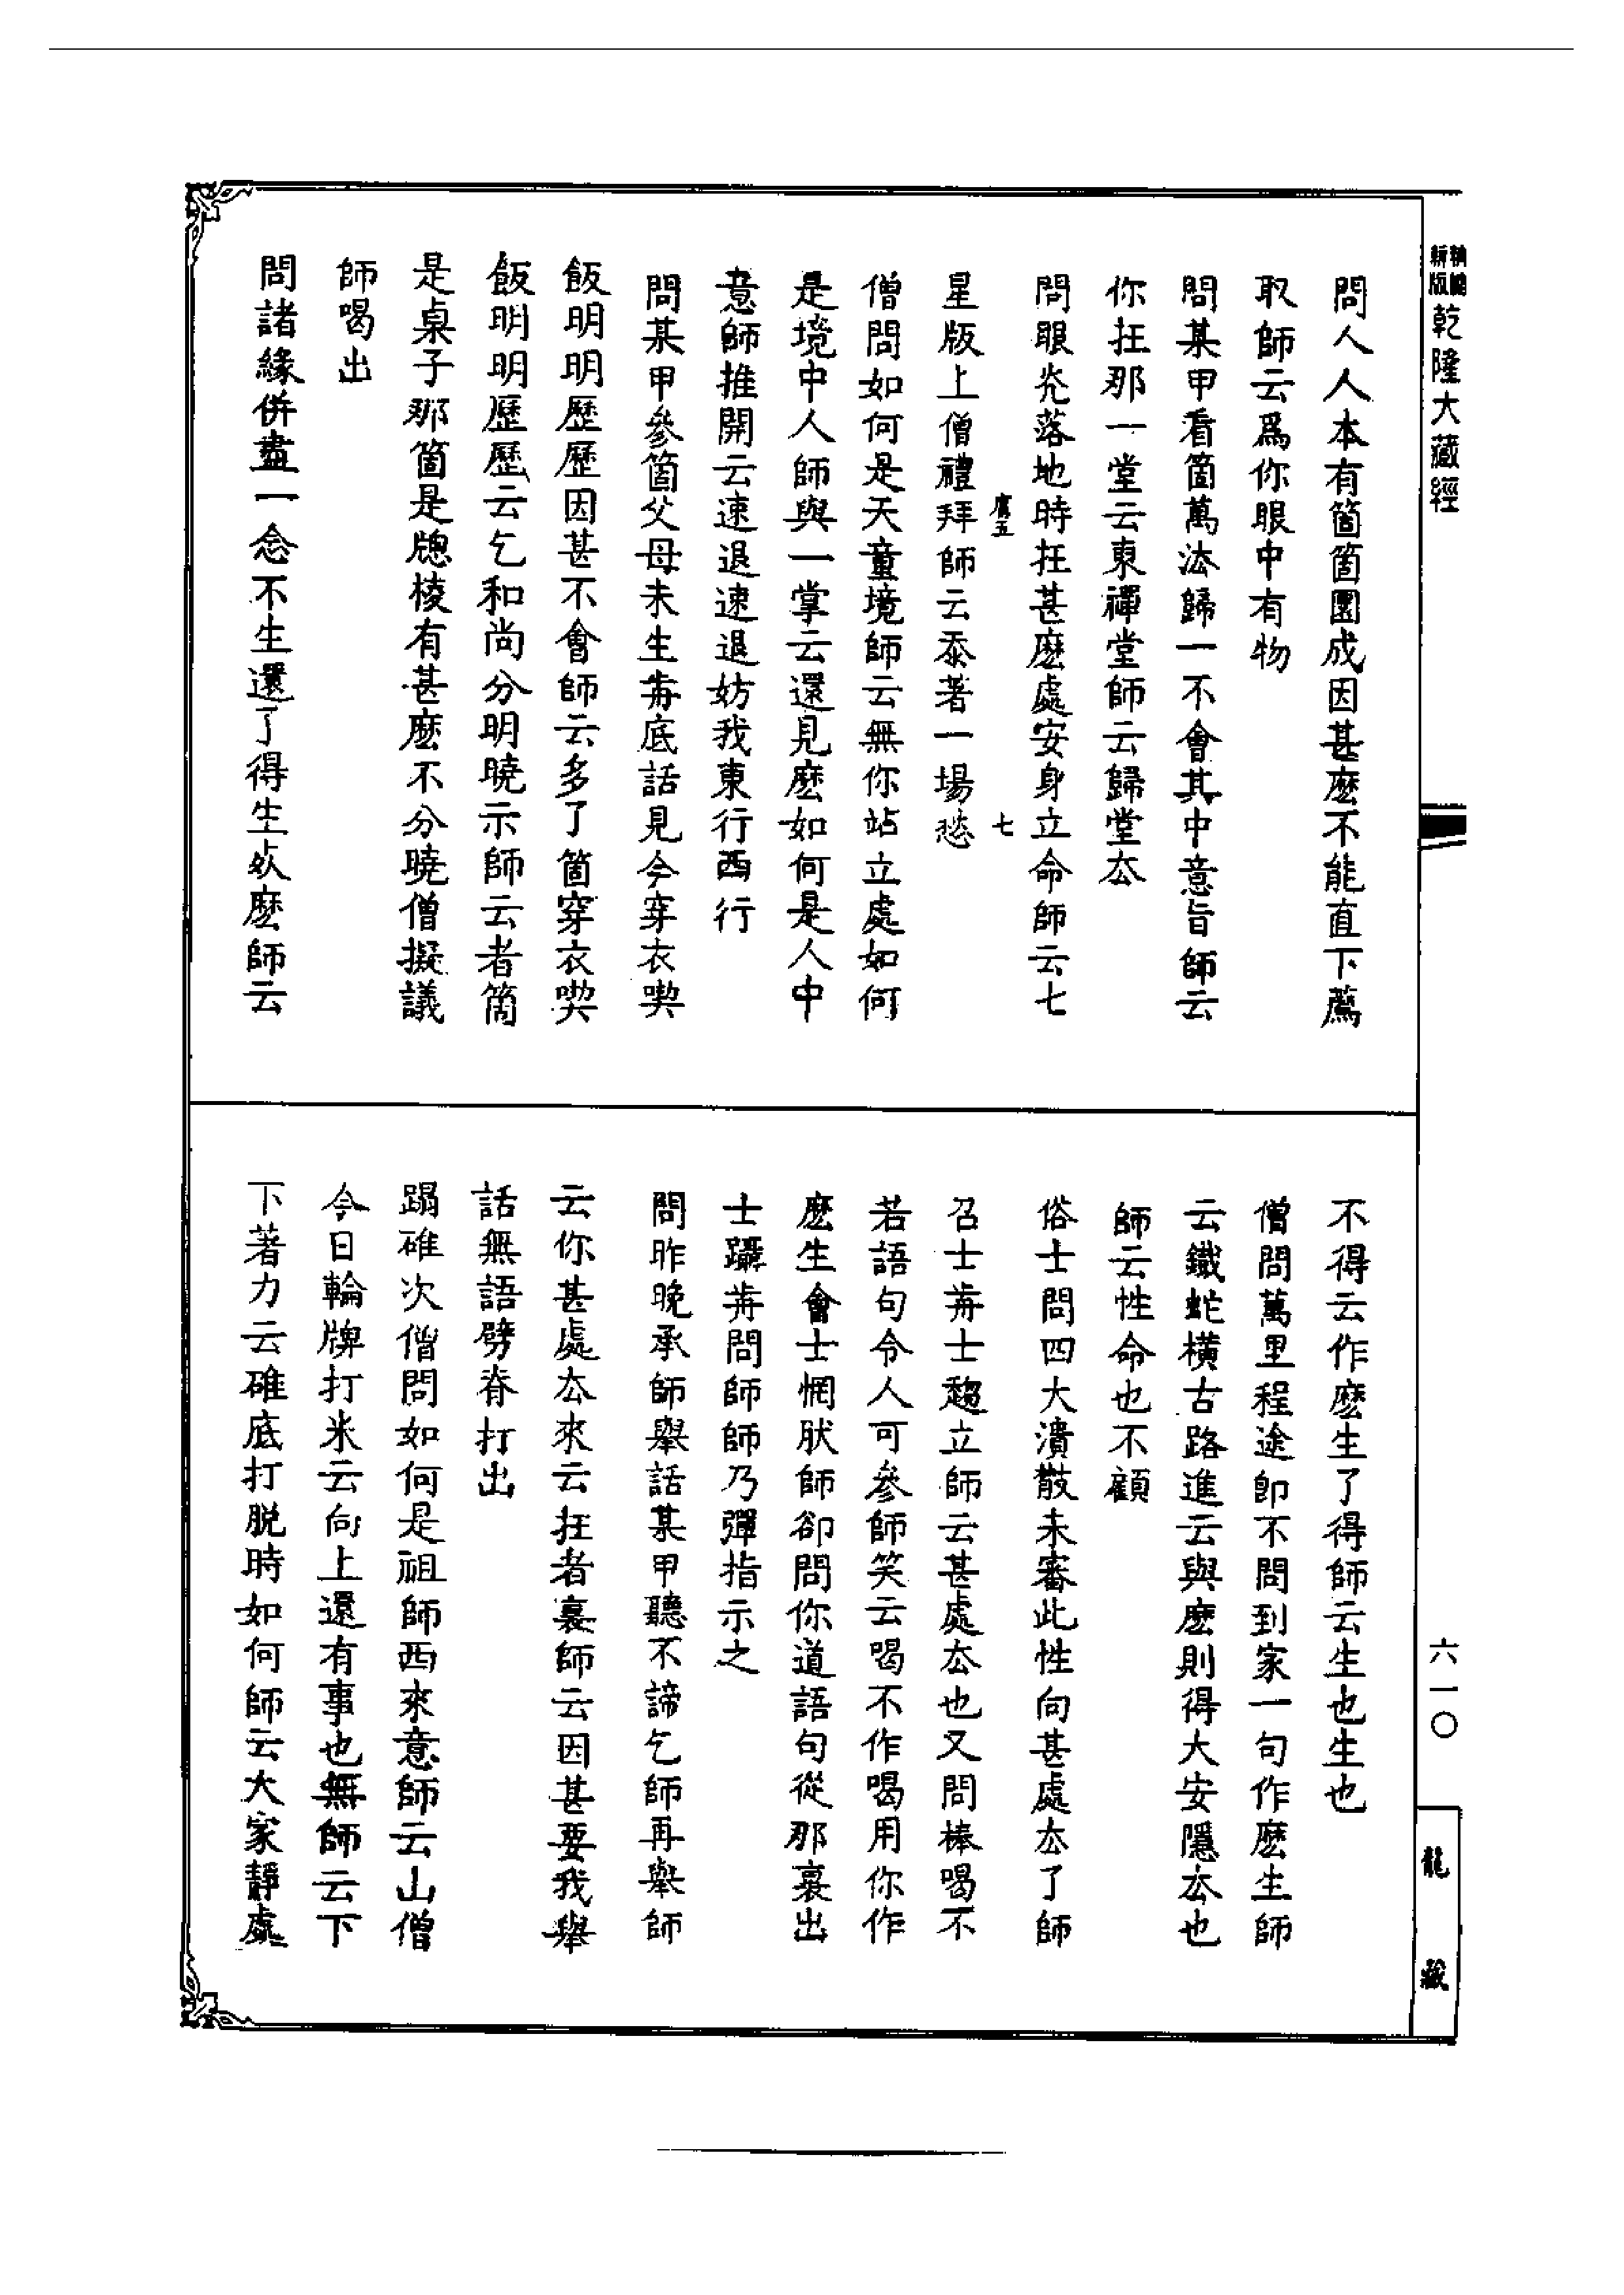 新版
乾隆大藏經
問人人人本有箇箇圓成因甚麽不能直下薦
取師云爲你眼中有物
問某甲看箇萬法歸一不會其中意旨師云
你在那一堂云東禪堂師云歸堂去
問眼光落地時在甚麽處安身立命師云七
星版上僧禮拜師云添著一場愁
七
僧問如何是天童境師云無你站立處如何
是境中人師與一掌云還見麽如何是人中
意師推開云速退速退妨我東行西行
問某甲參箇父母未生前底話見今穿衣喫
飯明明歷歷因甚不會師云多了箇穿衣喫
飯明明歷歷云乞和尚分明曉示師云者箇
是桌子那箇是牕棱有甚麽不分曉僧擬議
師喝出
問諸緣併盡一念不生還了得生死麽師云
不得云作麽生了得師云生也生也
僧問萬里程途卽不問到家一句作麽生師
云鐵蛇橫古路進云與麽則得大安隱去也
師云性命也不顧
俗士問四大潰散未審此性向甚處去了師
召士前士趨立師云甚處去也又問棒喝不
若語句令人可參師笑云喝不作喝用你作
麽生會士惘狀師卻問你道語句從那裏出
士躡前問師師乃彈指示之
問昨晚承師舉話某甲聽不諦乞師再舉師
云你甚處去來云在者裏師云因甚要我舉
話無語劈脊打出
蹋碓次僧問如何是祖師西來意師云山僧
今日輪牌打米云向上還有事也無師云下
下著力云碓底打脱時如何師云大家靜處
六一〇
龍藏